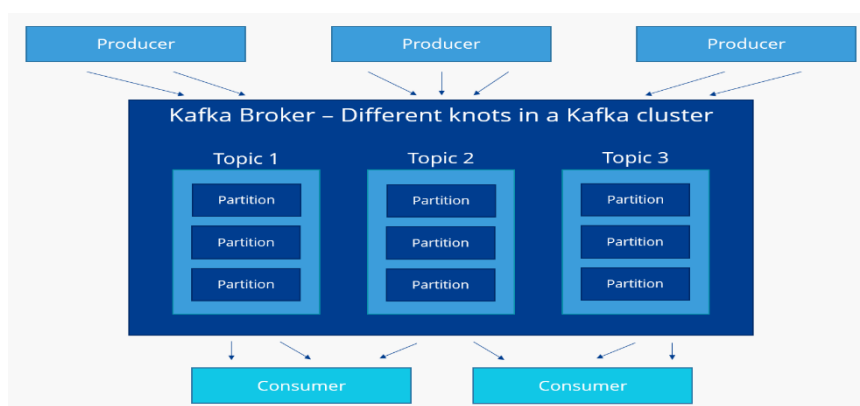 Producer
Producer
Producer
Kafka Broker – Different knots in a Kafka cluster
Topic 1
Topic 2
Topic 3
Partition
Partition
Partition
Partition
Partition
Partition
Partition
Partition
Partition
Consumer
Consumer